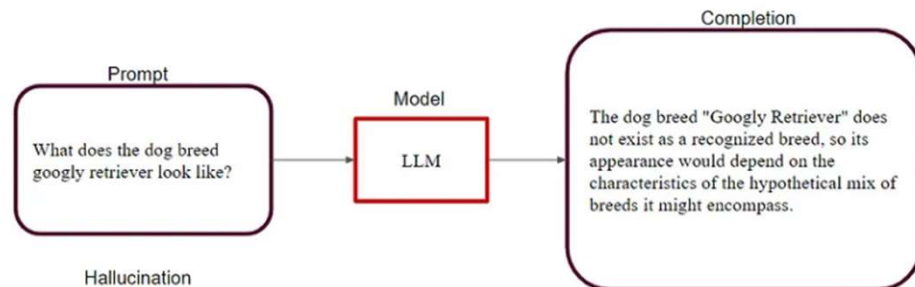 Completion
Prompt
Model
What does the dog breed
googly retriever look like?
LLM
The dog breed "Googly Retriever" does
not exist as a recognized breed, so its
appearance would depend on the
characteristics of the hypothetical mix of
breeds it might encompass.
Hallucination